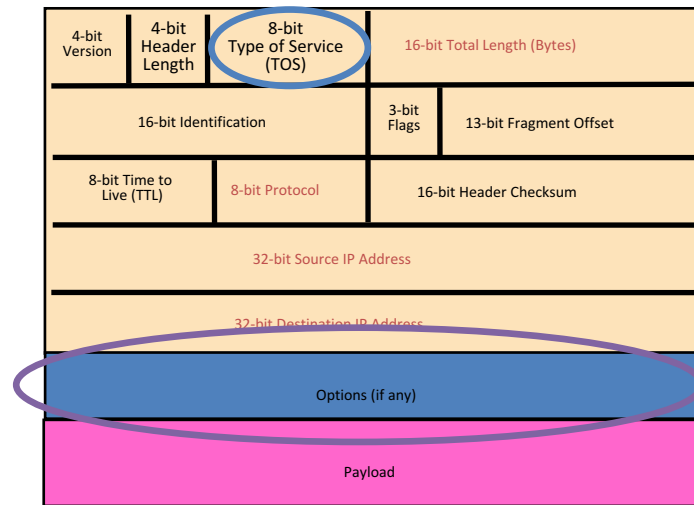 4-bit
Version
4-bit
Header
Length
8-bit
Type of Service
(TOS)
16-bit Total Length (Bytes)
16-bit Identification
3-bit
Flags
13-bit Fragment Offset
8-bit Time to
Live (TTL)
8-bit Protocol
16-bit Header Checksum
32-bit Source IP Address
32-bit Destination IP Address
Options (if any)
Payload